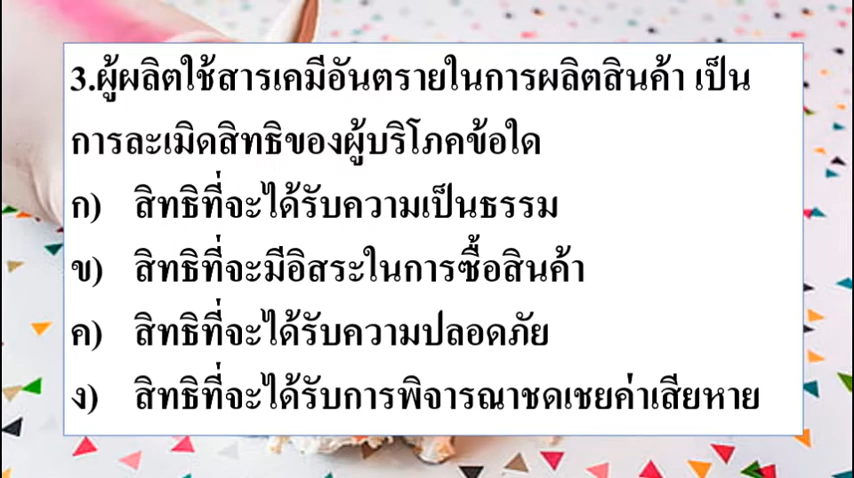 3.ผู้ผลิตใช้สารเคมีอันตรายในการผลิตสินค้า เป็น
การละเมิดสิทธิของผู้บริโภคข้อใด
ก) สิทธิที่จะได้รับความเป็นธรรม
ข) สิทธิที่จะมีอิสระในการซื้อสินค้า
ค) สิทธิที่จะได้รับความปลอดภัย
ง) สิทธิที่จะได้รับการพิจารณาชดเชยค่าเสียหาย